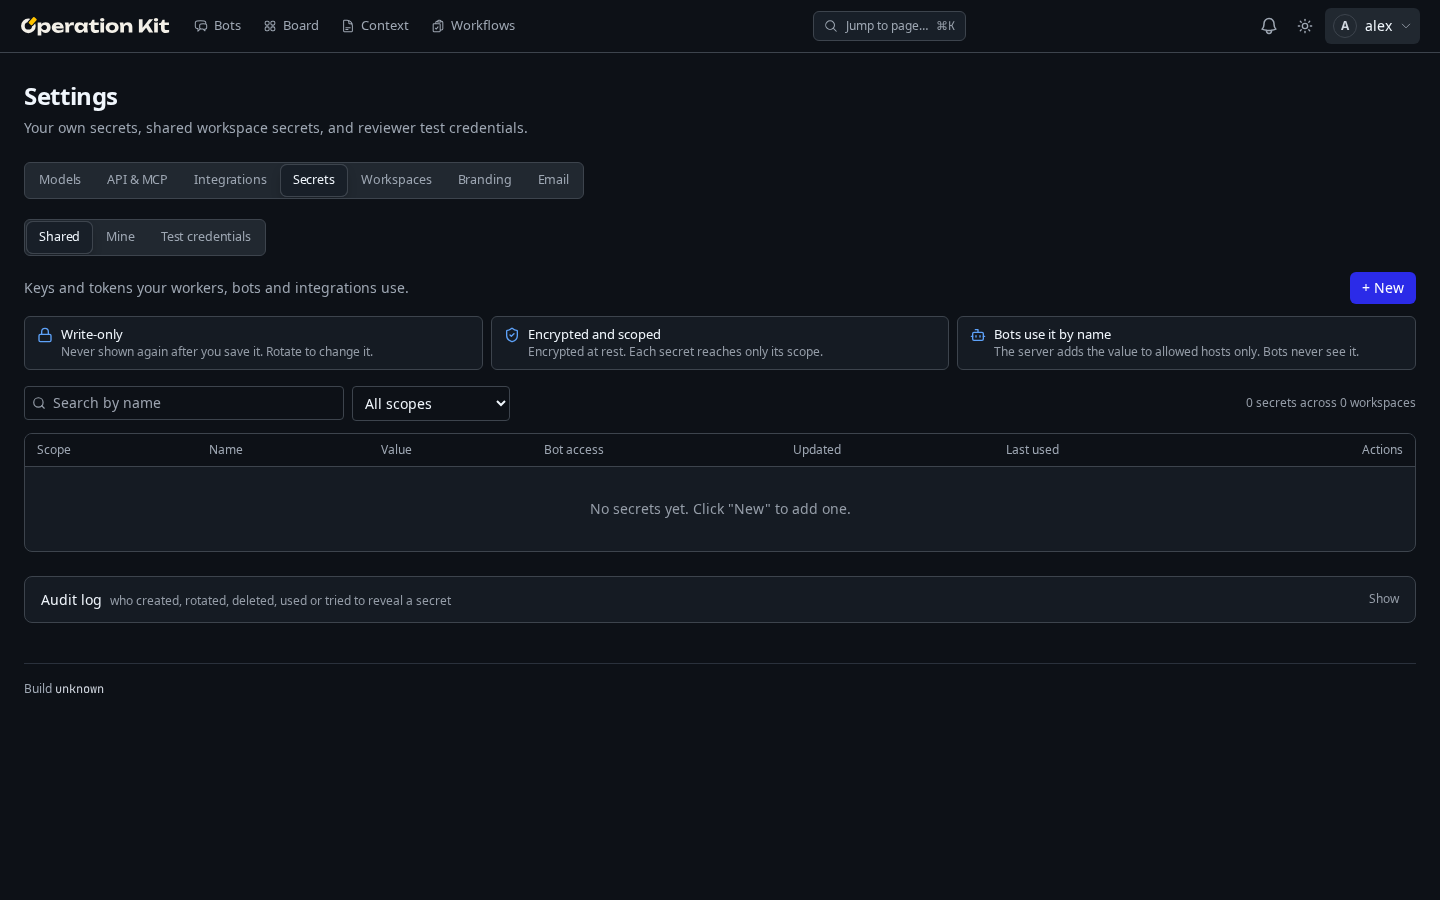 Operation Kit
Bots
Board
Context
Workflows
Jump to page... ⌘K
A
alex
Settings
Your own secrets, shared workspace secrets, and reviewer test credentials.
Models
API & MCP
Integrations
Secrets
Workspaces
Branding
Email
Shared
Mine
Test credentials
Keys and tokens your workers, bots and integrations use.
+ New
Write-only
Never shown again after you save it. Rotate to change it.
Encrypted and scoped
Encrypted at rest. Each secret reaches only its scope.
Bots use it by name
The server adds the value to allowed hosts only. Bots never see it.
Search by name
All scopes
0 secrets across 0 workspaces
Scope
Name
Value
Bot access
Updated
Last used
Actions
No secrets yet. Click "New" to add one.
Audit log who created, rotated, deleted, used or tried to reveal a secret
Show
Build unknown